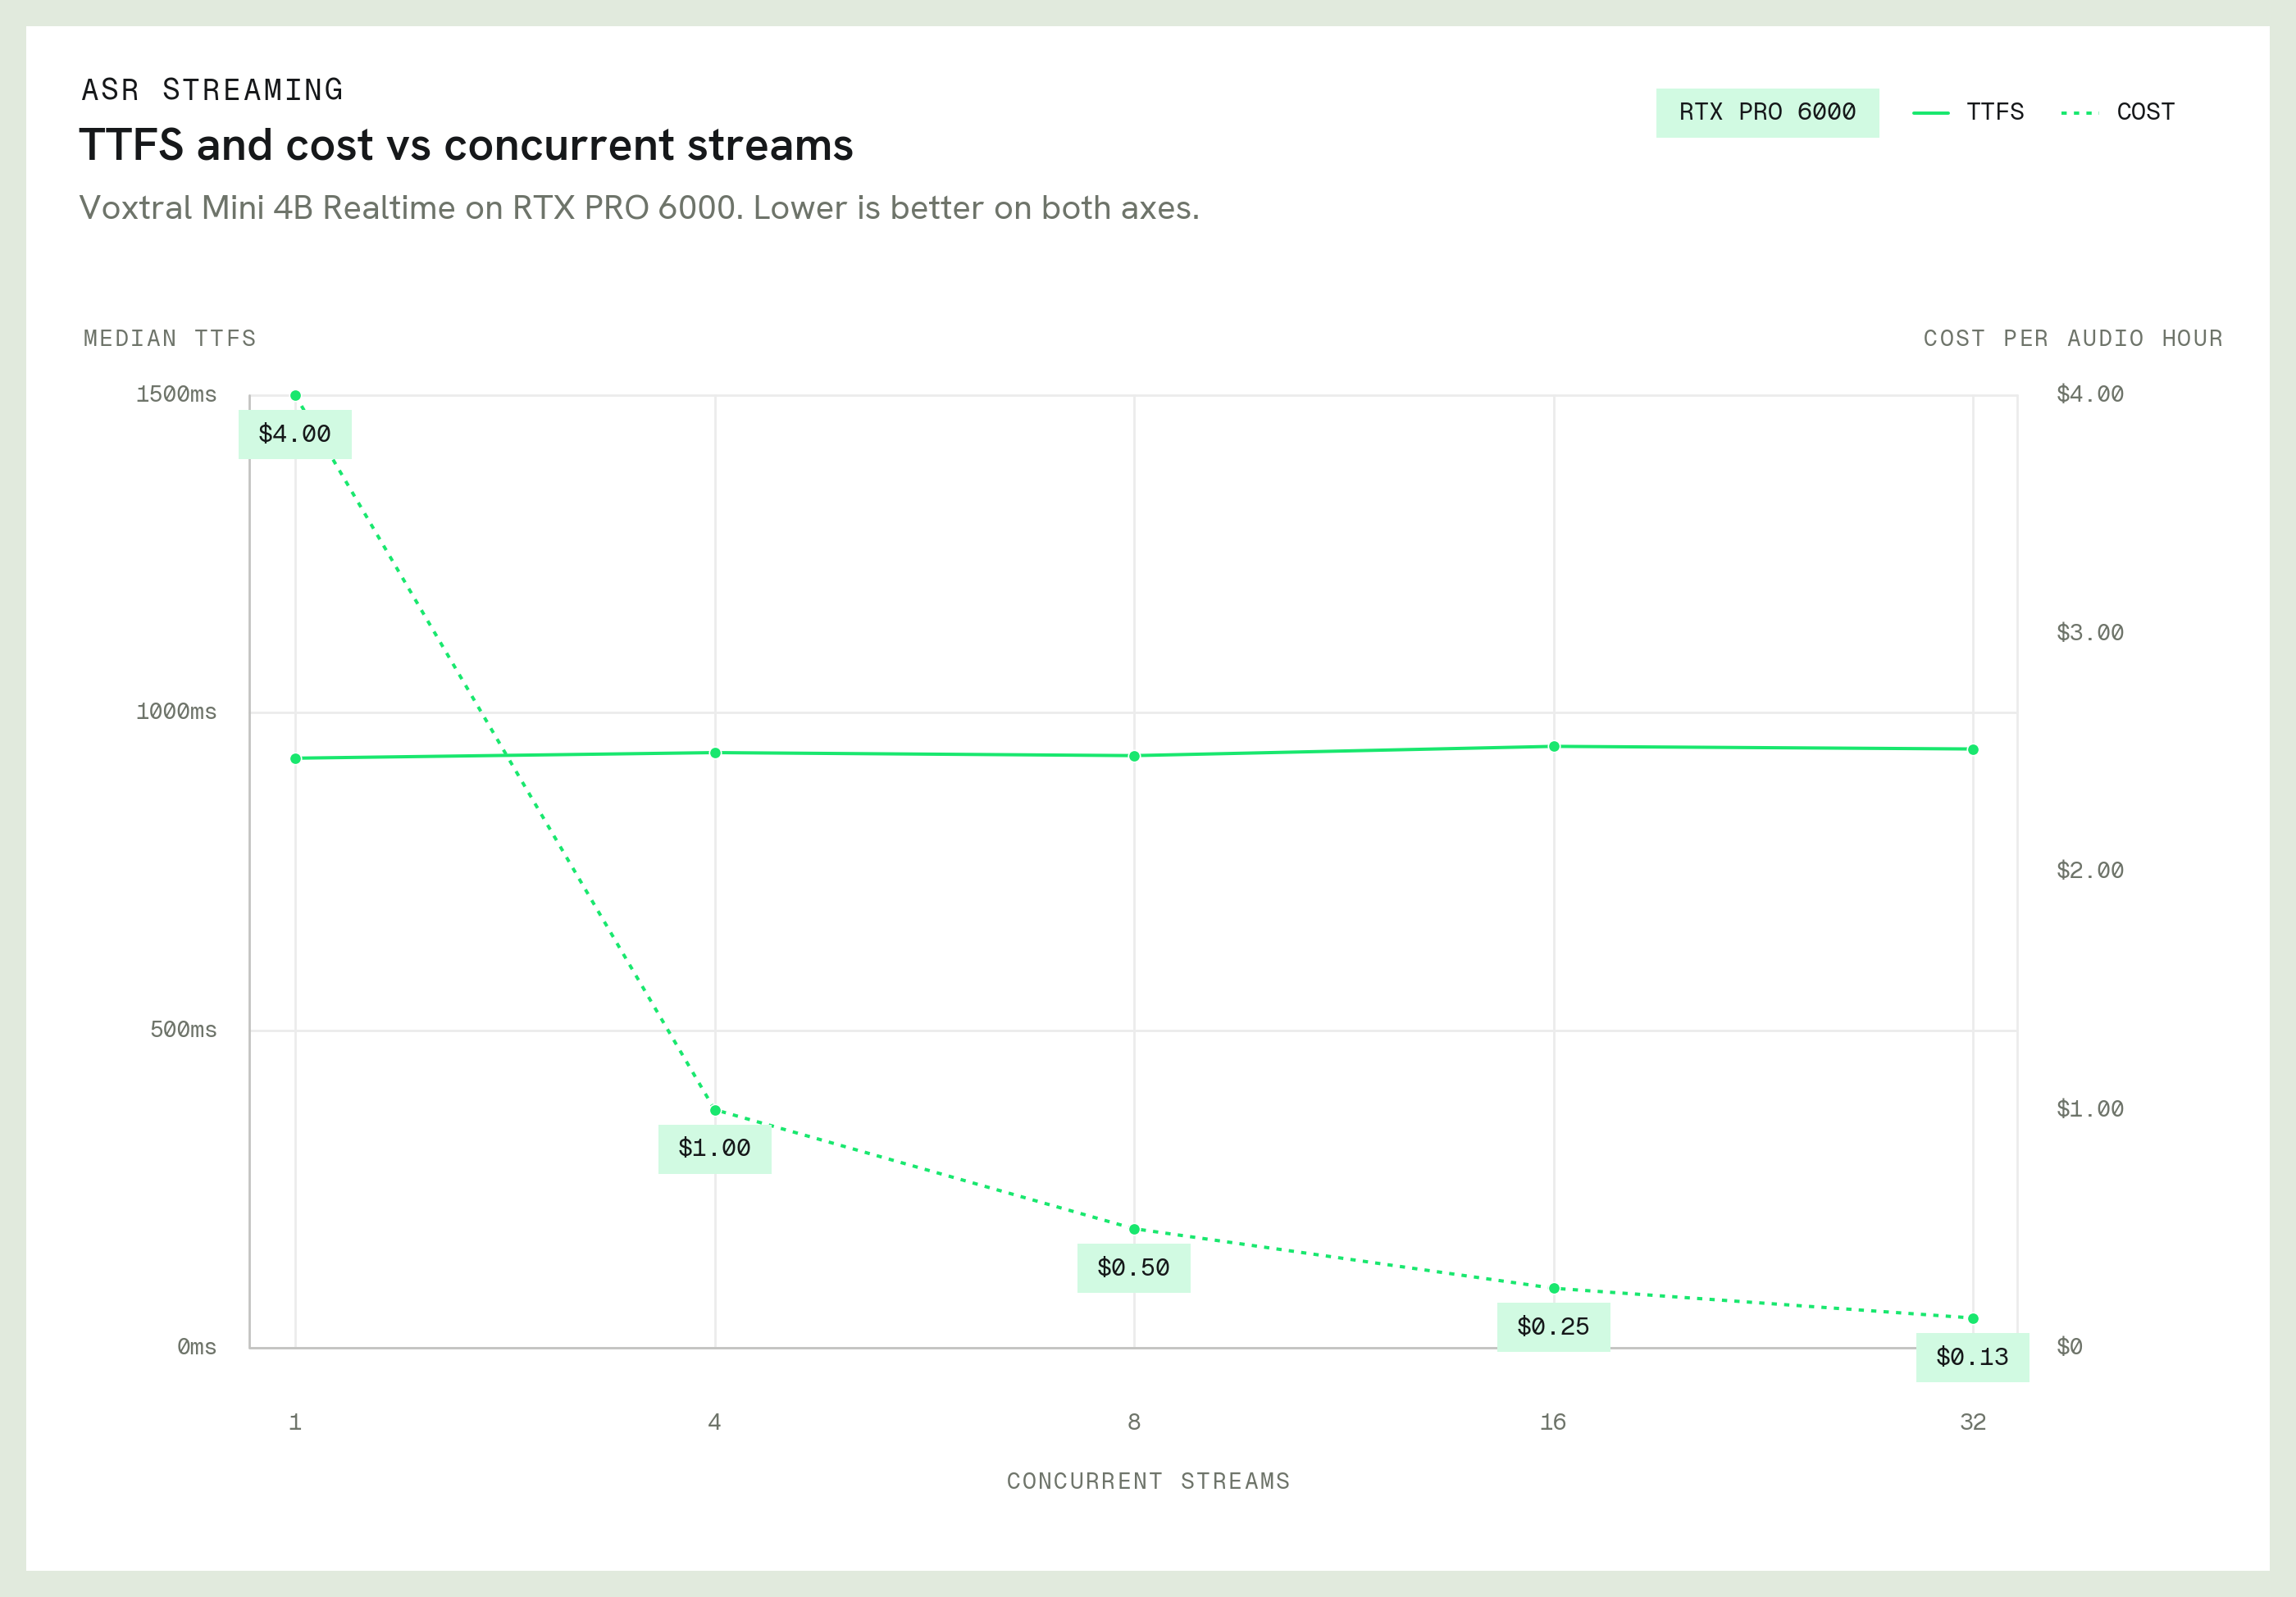 ASR STREAMING
TTFS and cost vs concurrent streams
Voxtral Mini 4B Realtime on RTX PRO 6000. Lower is better on both axes.
RTX PRO 6000 TTFS COST
MEDIAN TTFS
COST PER AUDIO HOUR
1500ms
1000ms
500ms
0ms
$4.00
$1.00
$0.50
$0.25
$0.13
$4.00
$3.00
$2.00
$1.00
$0
1 4 8 16 32
CONCURRENT STREAMS